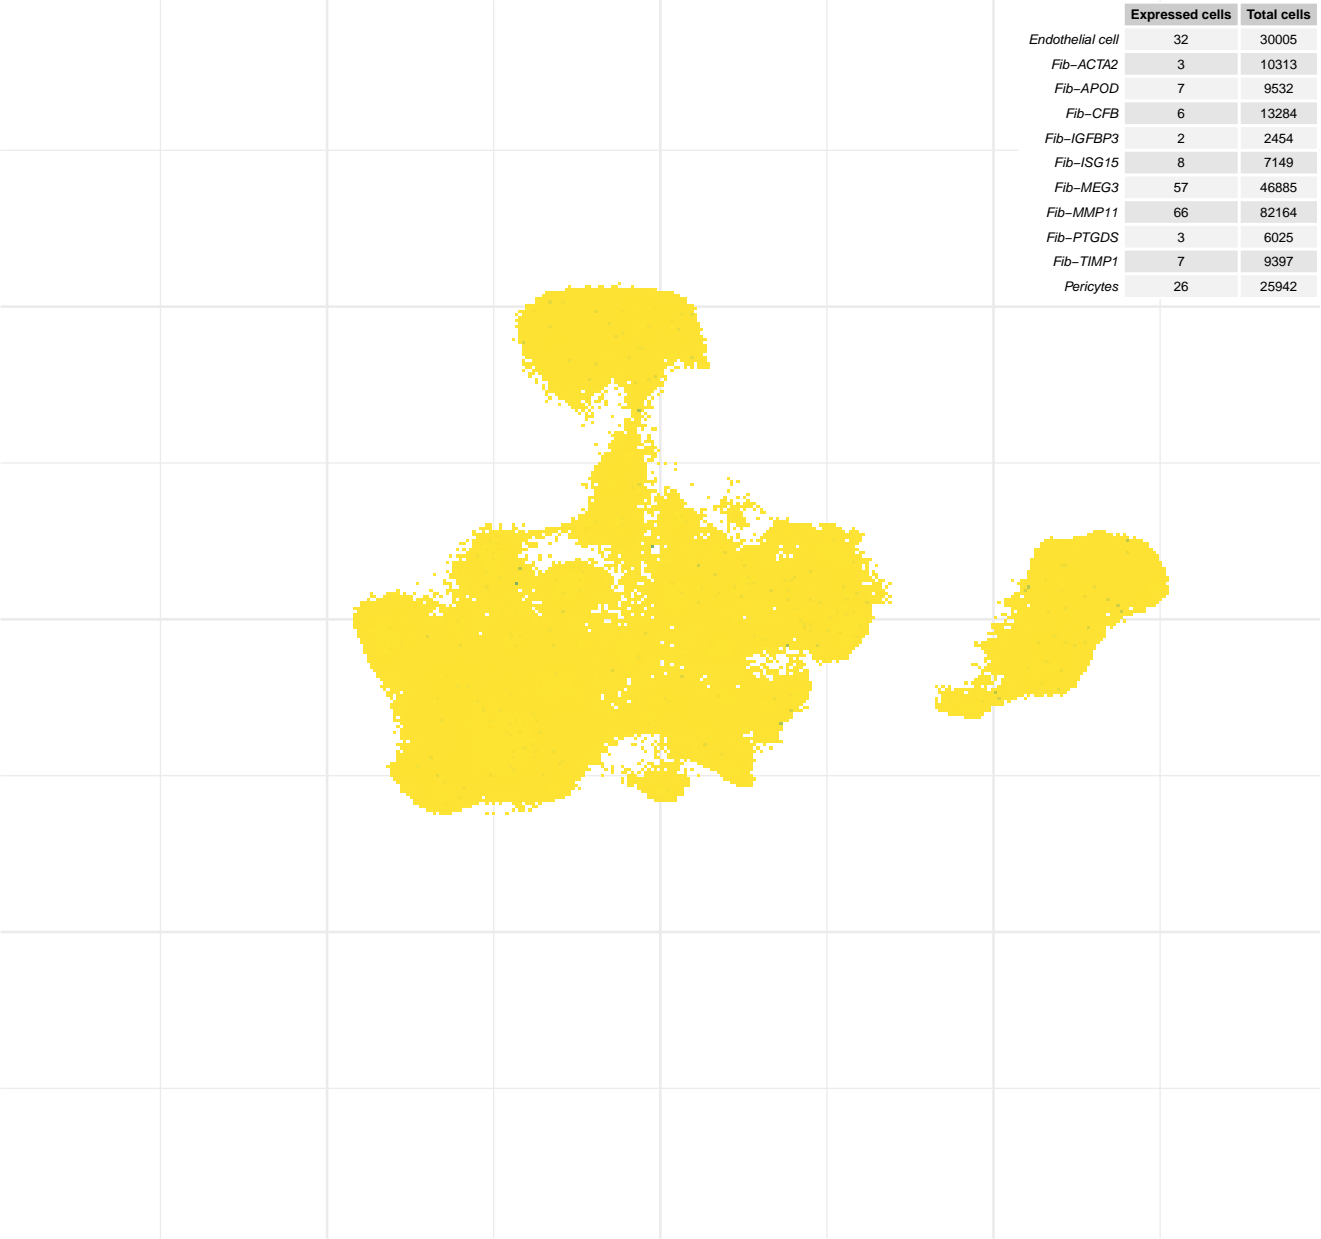 Expressed cells Total cells
Endothelial cell 32 30005
Fib−ACTA2 3 10313
Fib−APOD 7 9532
Fib−CFB 6 13284
Fib−IGFBP3 2 2454
Fib−ISG15 8 7149
Fib−MEG3 57 46885
Fib−MMP11 66 82164
Fib−PTGDS 3 6025
Fib−TIMP1 7 9397
Pericytes 26 25942